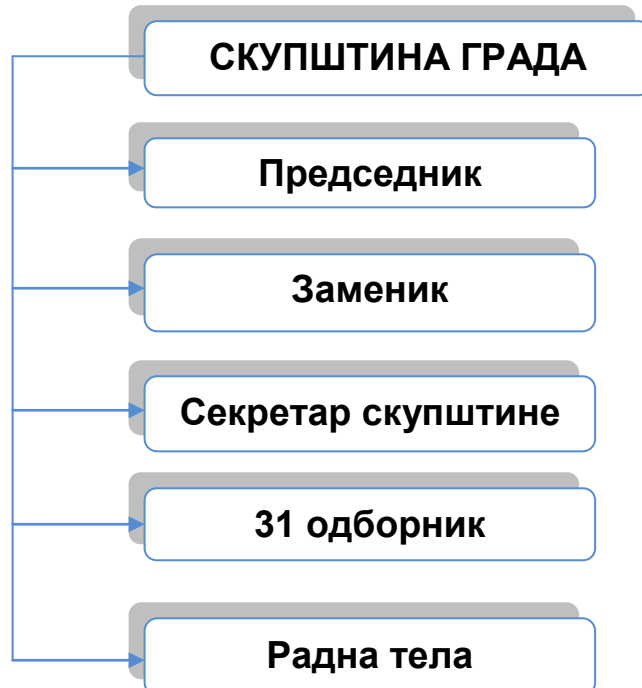 СКУПШТИНА ГРАДА
Председник
Заменик
Секретар скупштине
31 одборник
Радна тела